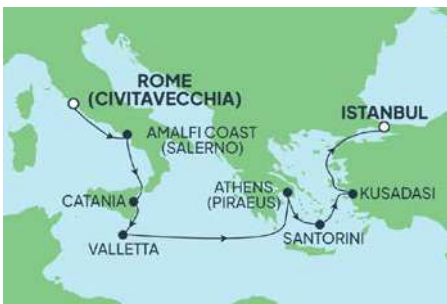 ROME
(CIVITAVECCHIA)
AMALFI COAST
(SALERNO)
CATANIA
VALLETTA
ATHENS
(PIRAEUS)
SANTORINI
KUSADASI
ISTANBUL